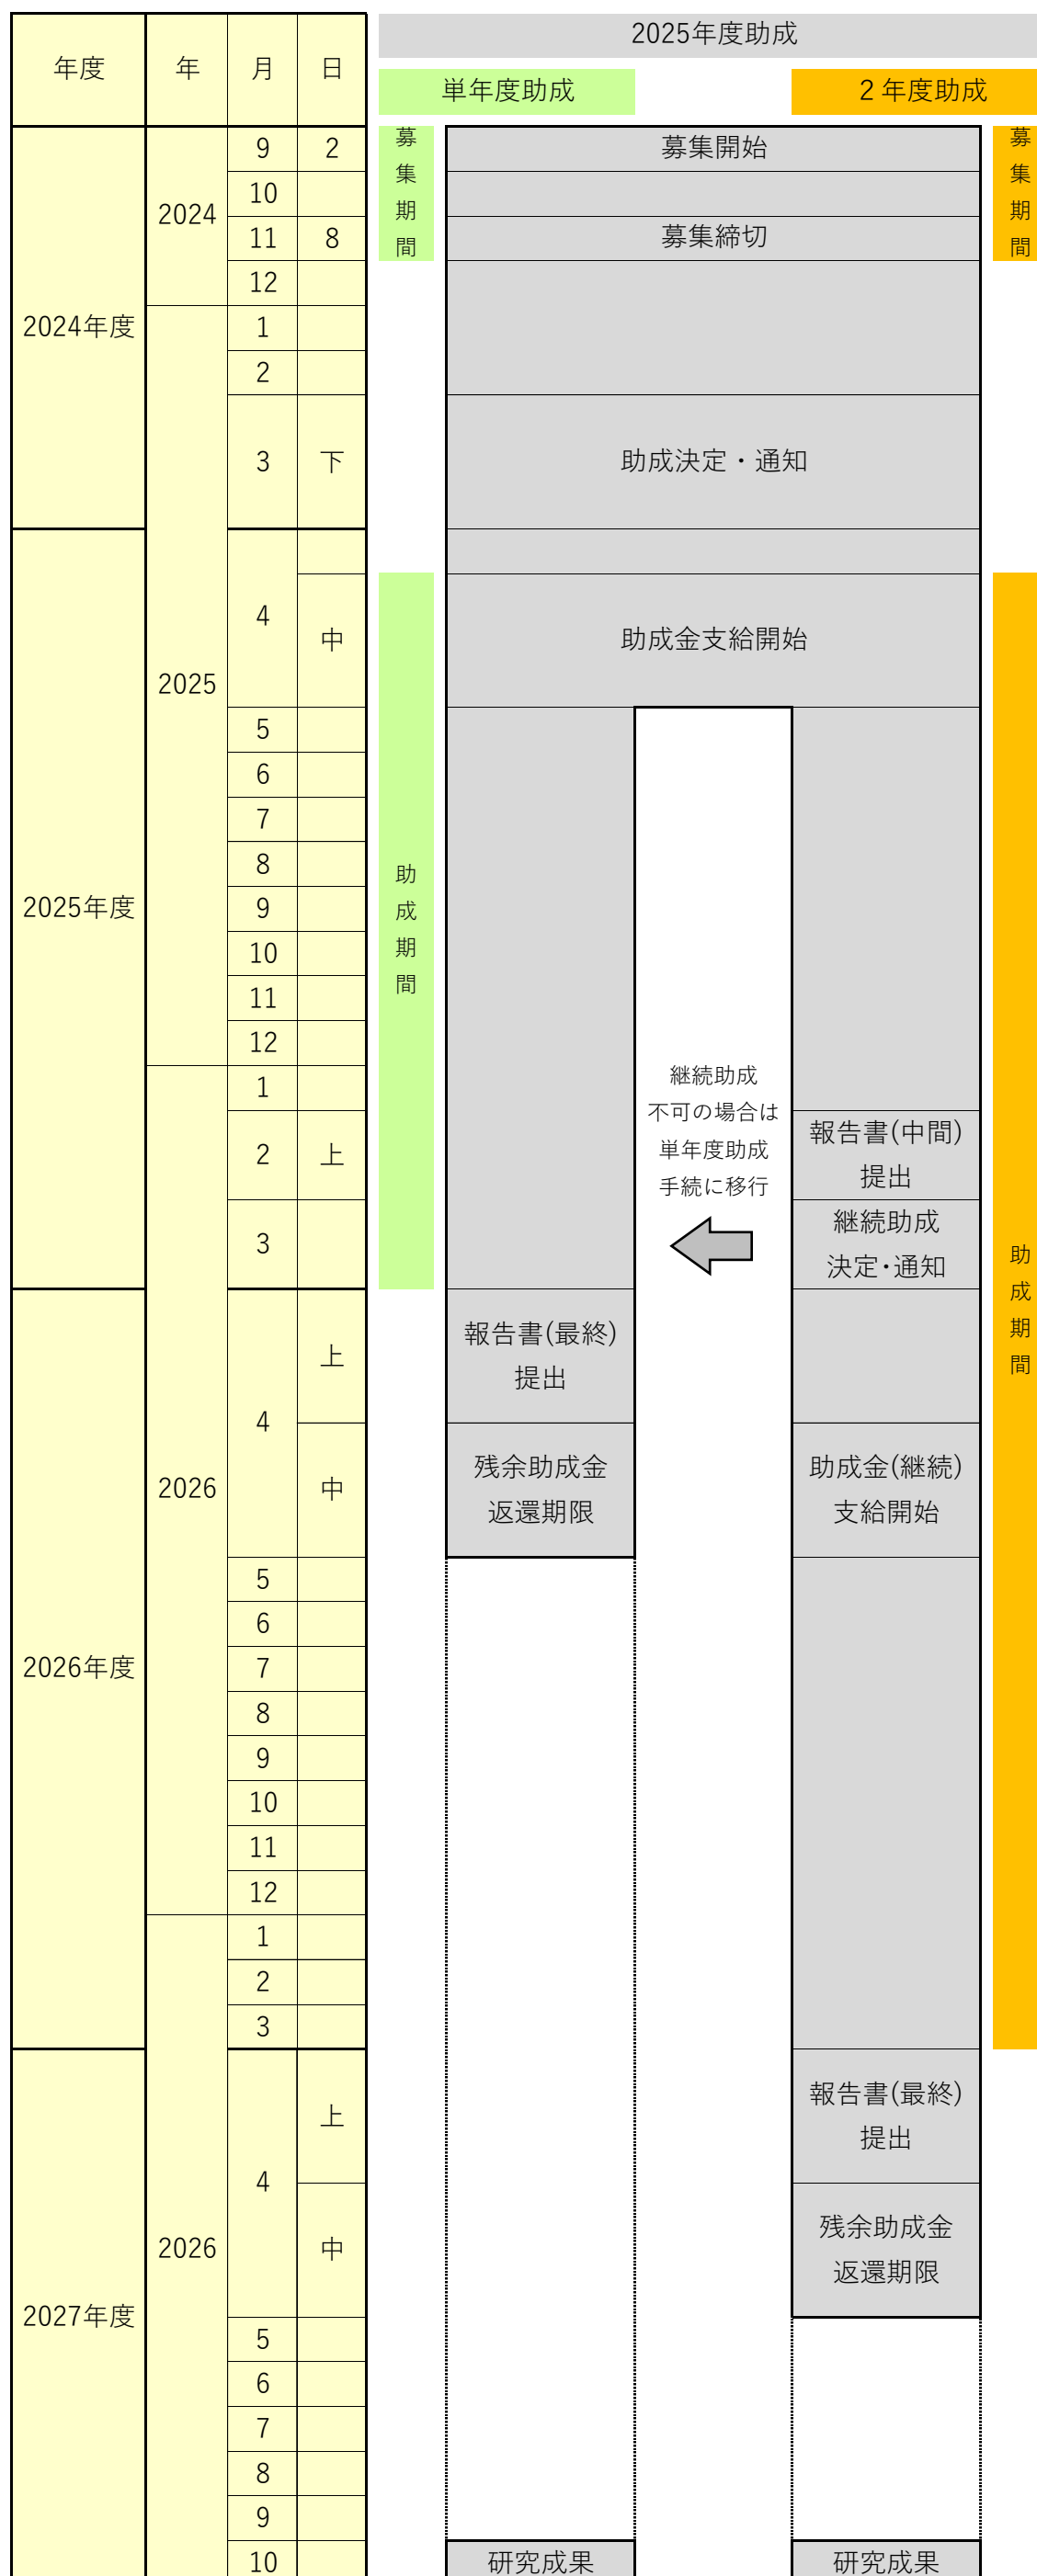 2025年度助成
年度 年 月 日
単年度助成 2年度助成
募集期間
募集期間
2024年度
2024
9 2 募集開始
10
11 8 募集締切
12
1
2
3 下 助成決定・通知
2025年度
2025
4
中 助成金支給開始
5
6
7
8
9
10
11
12
助成期間
助成期間
1
継続助成
不可の場合は
単年度助成
手続に移行
2 上 報告書(中間)
提出
3 継続助成
決定・通知
2026年度
2026
4
上 報告書(最終)
提出
中 残余助成金 助成金(継続)
返還期限 支給開始
5
6
7
8
9
10
11
12
1
2
3
2027年度
2026
4
上 報告書(最終)
提出
中 残余助成金
返還期限
5
6
7
8
9
10 研究成果 研究成果